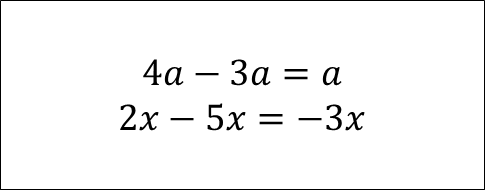 4a − 3a = a
2x − 5x = −3x